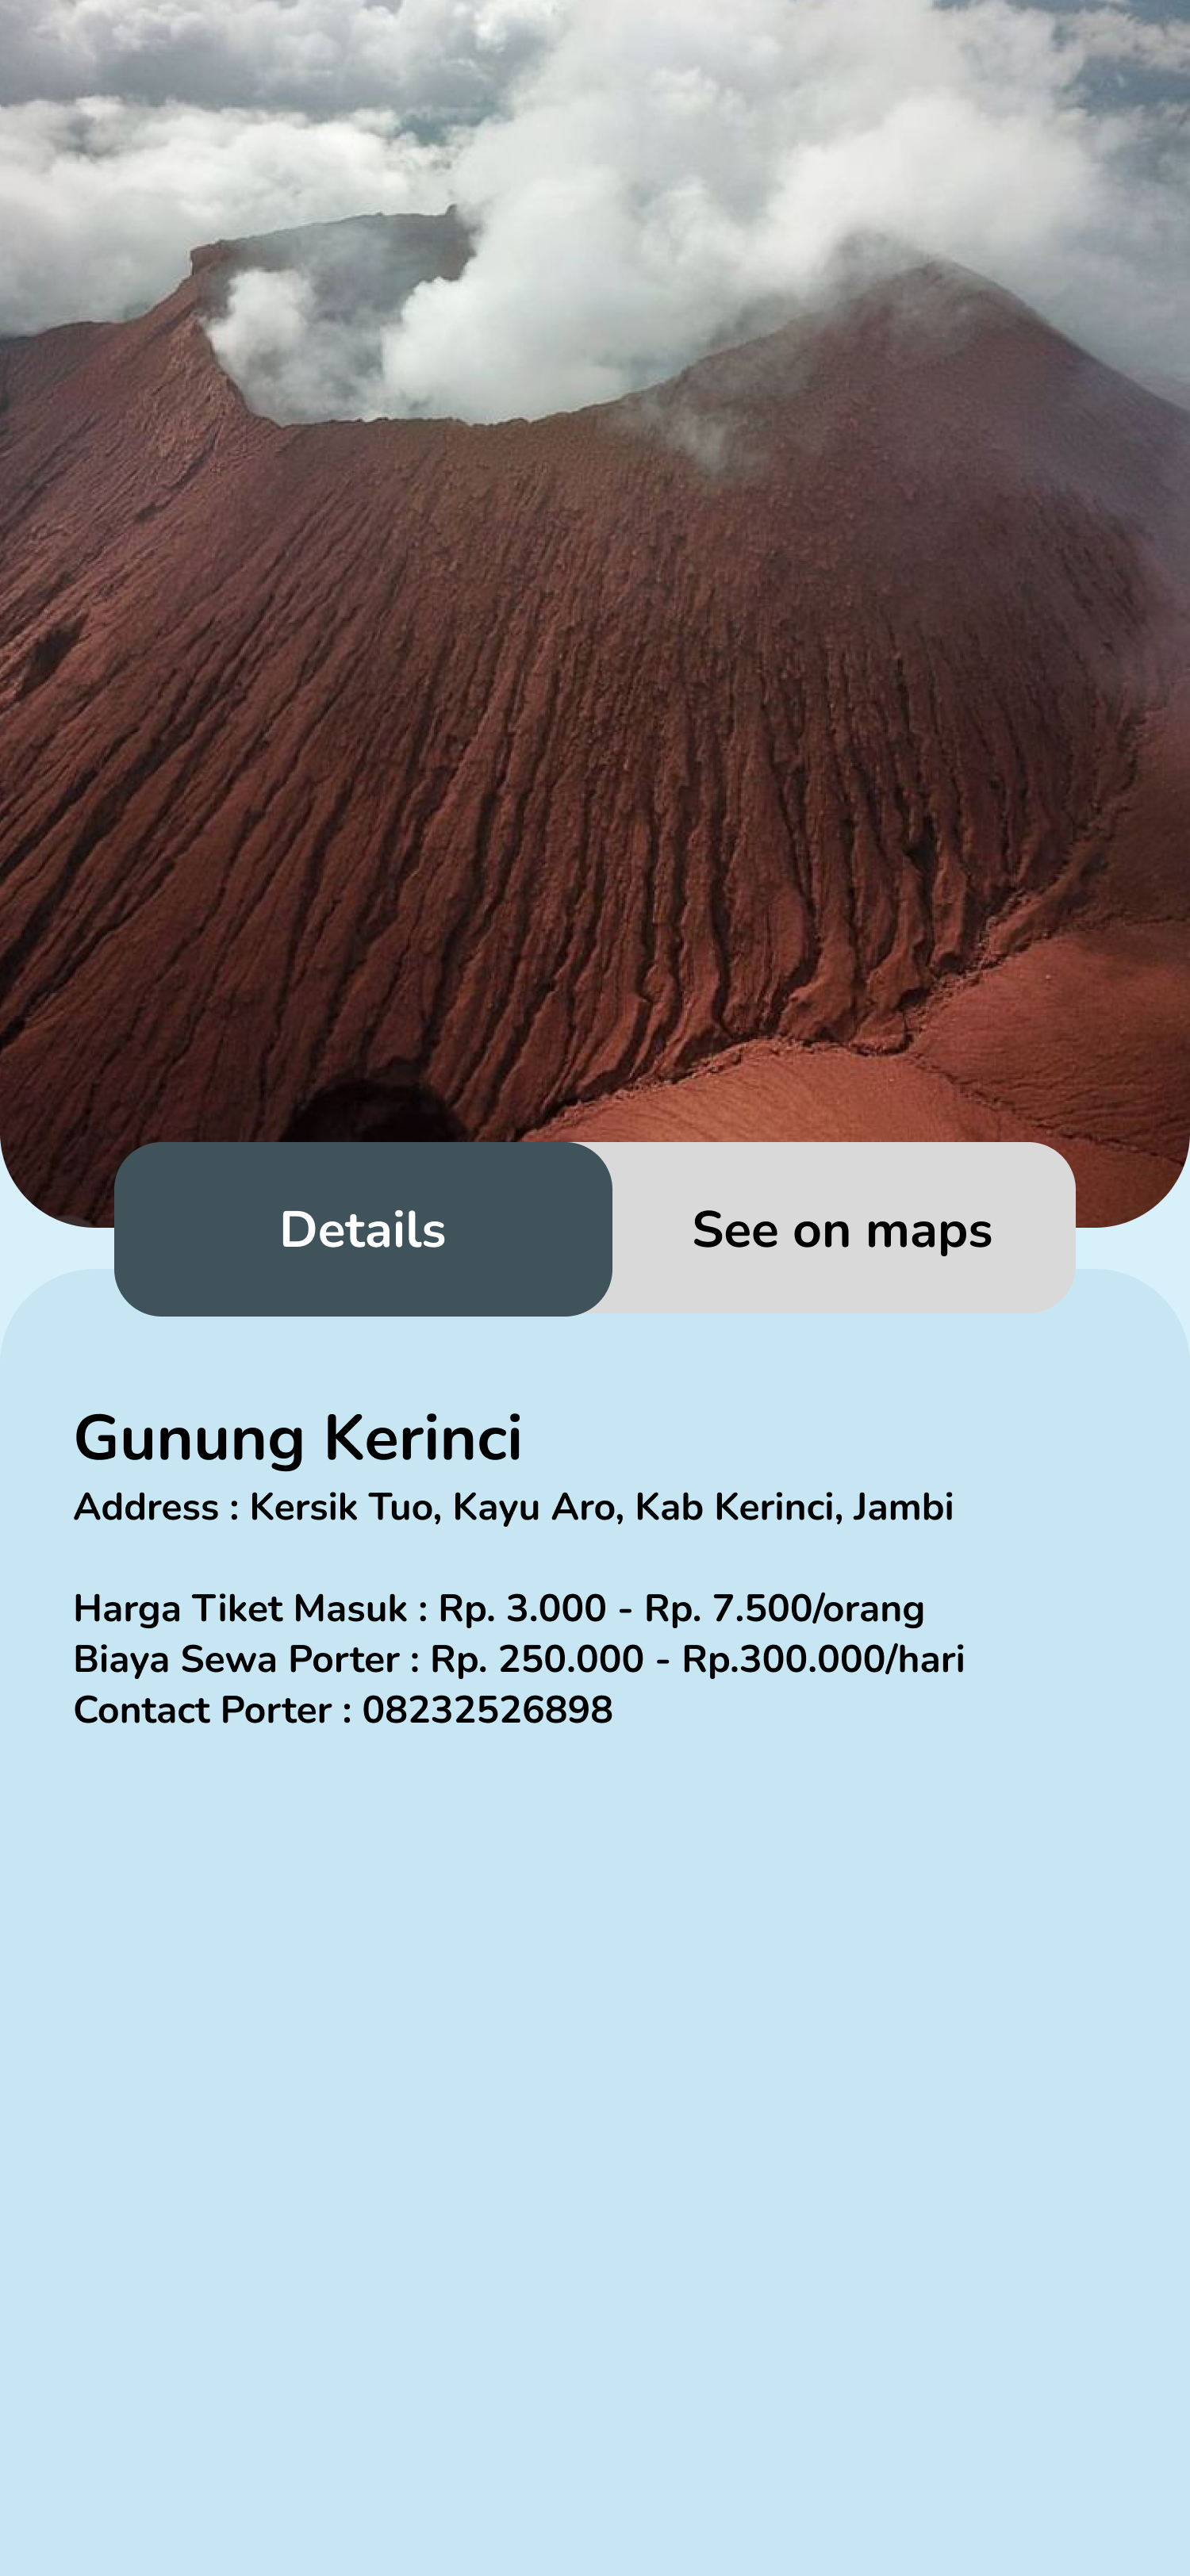 Details
See on maps
Gunung Kerinci
Address : Kersik Tuo, Kayu Aro, Kab Kerinci, Jambi
Harga Tiket Masuk : Rp. 3.000 - Rp. 7.500/orang
Biaya Sewa Porter : Rp. 250.000 - Rp.300.000/hari
Contact Porter : 08232526898